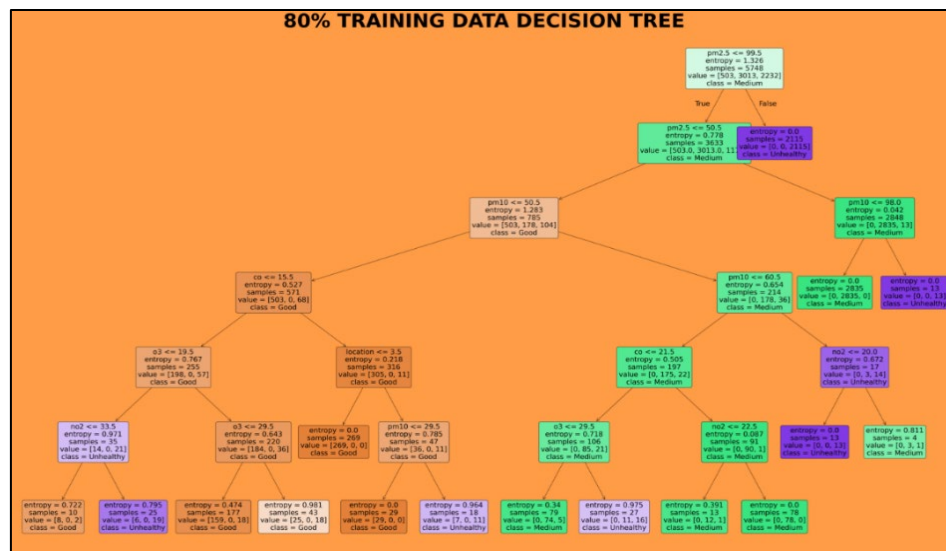 80% TRAINING DATA DECISION TREE
pm2.5 <= 99.5
entropy = 1.326
samples = 5748
value = [503, 3013, 2232]
class = Medium
True
False
pm2.5 <= 50.5
entropy = 0.778
samples = 3633
value = [503.0, 3013.0, 11
class = Medium
entropy = 0.0
samples = 2115
value = [0, 0, 2115]
class = Unhealthy
pm10 <= 50.5
entropy = 1.283
samples = 785
value = [503, 178, 104]
class = Good
pm10 <= 98.0
entropy = 0.042
samples = 2848
value = [0, 2835, 13]
class = Medium
co <= 15.5
entropy = 0.527
samples = 571
value = [503, 0, 68]
class = Good
pm10 <= 60.5
entropy = 0.654
samples = 214
value = [0, 178, 36]
class = Medium
entropy = 0.0
samples = 2835
value = [0, 2835, 0]
class = Medium
entropy = 0.0
samples = 13
value = [0, 0, 13]
class = Unhealthy
o3 <= 19.5
entropy = 0.767
samples = 255
value = [198, 0, 57]
class = Good
location <= 3.5
entropy = 0.218
samples = 316
value = [305, 0, 11]
class = Good
co <= 21.5
entropy = 0.505
samples = 197
value = [0, 175, 22]
class = Medium
no2 <= 20.0
entropy = 0.672
samples = 17
value = [0, 3, 14]
class = Unhealthy
no2 <= 33.5
entropy = 0.971
samples = 35
value = [14, 0, 21]
class = Unhealthy
o3 <= 29.5
entropy = 0.643
samples = 220
value = [184, 0, 36]
class = Good
entropy = 0.0
samples = 269
value = [269, 0, 0]
class = Good
pm10 <= 29.5
entropy = 0.785
samples = 47
value = [36, 0, 11]
class = Good
o3 <= 29.5
entropy = 0.718
samples = 106
value = [0, 85, 21]
class = Medium
no2 <= 22.5
entropy = 0.087
samples = 91
value = [0, 90, 1]
class = Medium
entropy = 0.0
samples = 13
value = [0, 0, 13]
class = Unhealthy
entropy = 0.811
samples = 4
value = [0, 3, 1]
class = Medium
entropy = 0.722
samples = 10
value = [8, 0, 2]
class = Good
entropy = 0.795
samples = 25
value = [6, 0, 19]
class = Unhealthy
entropy = 0.474
samples = 177
value = [159, 0, 18]
class = Good
entropy = 0.981
samples = 43
value = [25, 0, 18]
class = Good
entropy = 0.0
samples = 29
value = [29, 0, 0]
class = Good
entropy = 0.964
samples = 18
value = [7, 0, 11]
class = Unhealthy
entropy = 0.34
samples = 79
value = [0, 74, 5]
class = Medium
entropy = 0.975
samples = 27
value = [0, 11, 16]
class = Unhealthy
entropy = 0.391
samples = 13
value = [0, 12, 1]
class = Medium
entropy = 0.0
samples = 78
value = [0, 78, 0]
class = Medium